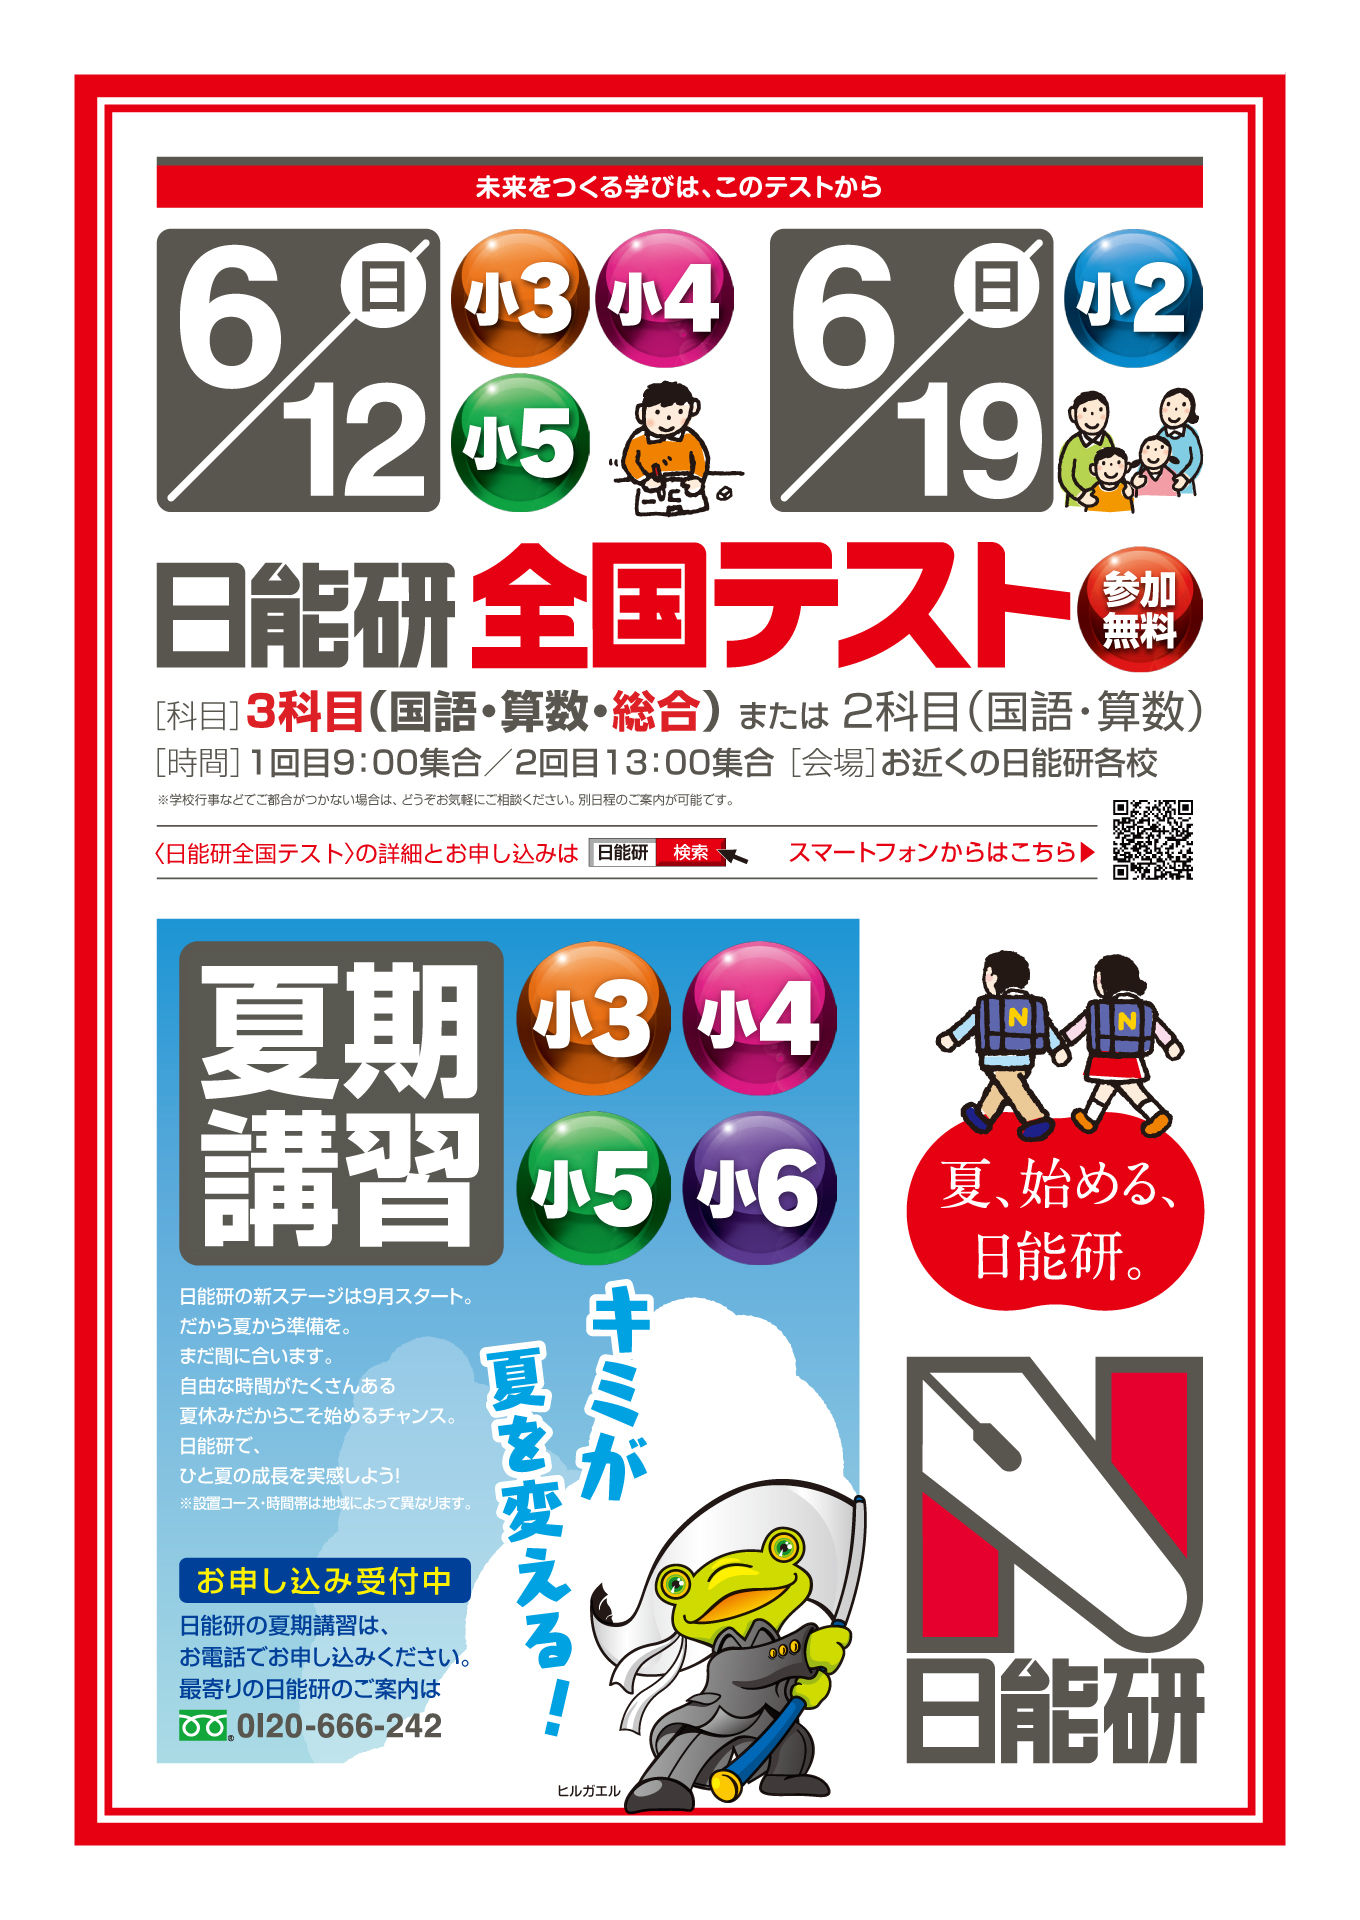 未来をつくる学びは、このテストから
6/12 日
小3 小4
小5
6/19 日
小2
日能研 全国テスト 参加無料
[科目]3科目(国語・算数・総合) または 2科目(国語・算数)
[時間]1回目9:00集合/2回目13:00集合 [会場]お近くの日能研各校
※学校行事などでご都合がつかない場合は、どうぞお気軽にご相談ください。別日程のご案内が可能です。
〈日能研全国テスト〉の詳細とお申し込みは 日能研 検索 スマートフォンからはこちら▶
夏期
講習
小3 小4
小5 小6
日能研の新ステージは9月スタート。
だから夏から準備を。
まだ間に合います。
自由な時間がたくさんある
夏休みだからこそ始めるチャンス。
日能研で、
ひと夏の成長を実感しよう!
※設置コース・時間帯は地域によって異なります。
キミが
夏を変える!
お申し込み受付中
日能研の夏期講習は、
お電話でお申し込みください。
最寄りの日能研のご案内は
0120-666-242
ヒルガエル
N N
夏、始める、
日能研。
日能研